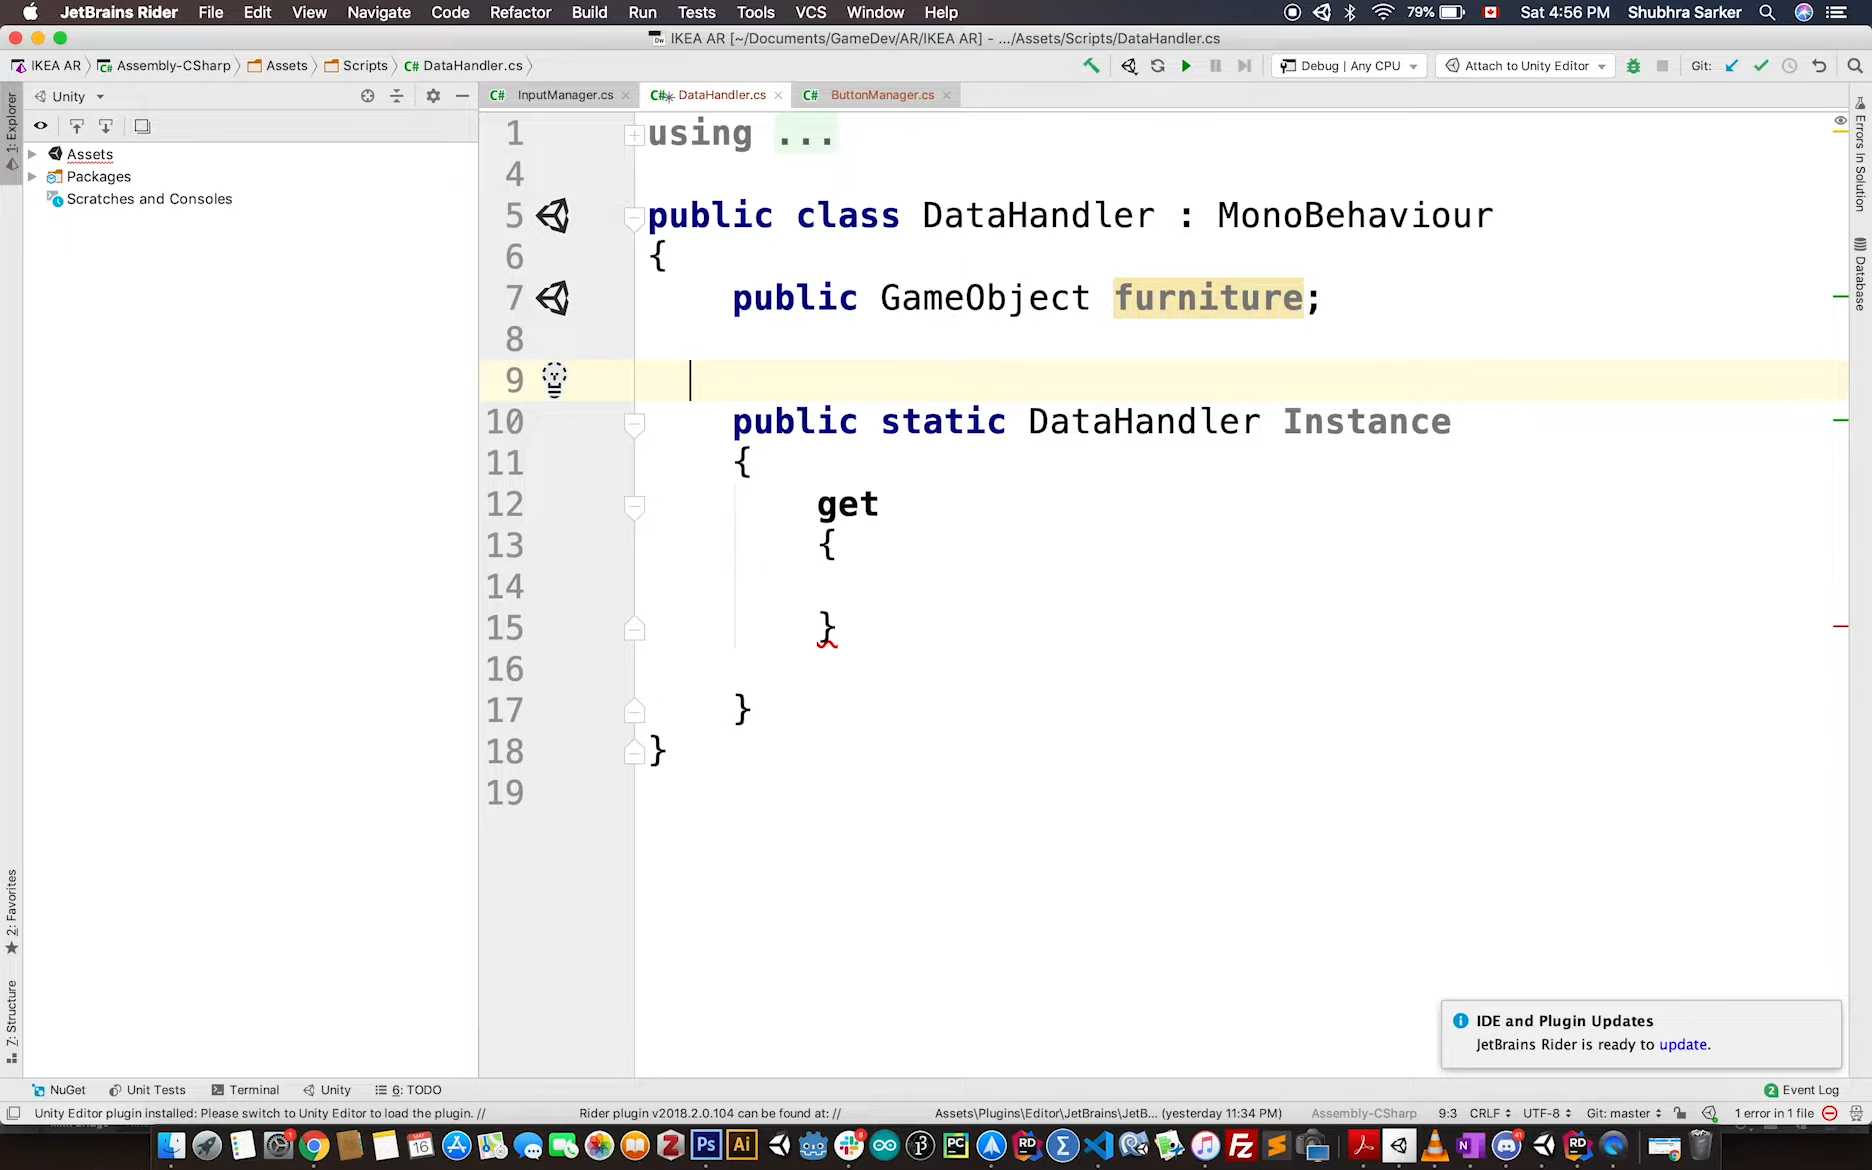 JetBrains Rider File Edit View Navigate Code Refactor Build Run Tests Tools VCS Window Help 79% Sat 4:56 PM Shubhra Sarker
IKEA AR [~/Documents/GameDev/AR/IKEA AR] - .../Assets/Scripts/DataHandler.cs
IKEA AR Assembly-CSharp Assets Scripts C# DataHandler.cs Debug | Any CPU Attach to Unity Editor Git:
Unity C# InputManager.cs C# DataHandler.cs C# ButtonManager.cs
1: Explorer
Assets
Packages
Scratches and Consoles
2: Favorites
7: Structure
1 using ...
4
5 public class DataHandler : MonoBehaviour
6 {
7 public GameObject furniture;
8
9
10 public static DataHandler Instance
11 {
12 get
13 {
14
15 }
16
17 }
18 }
19
Errors In Solution
Database
IDE and Plugin Updates
JetBrains Rider is ready to update.
NuGet Unit Tests Terminal Unity 6: TODO 2 Event Log
Unity Editor plugin installed: Please switch to Unity Editor to load the plugin. // Rider plugin v2018.2.0.104 can be found at: // Assets\Plugins\Editor\JetBrains\JetB... (yesterday 11:34 PM) Assembly-CSharp 9:3 CRLF UTF-8 Git: master 1 error in 1 file
16 Ps Ai PC RD Fz N RD